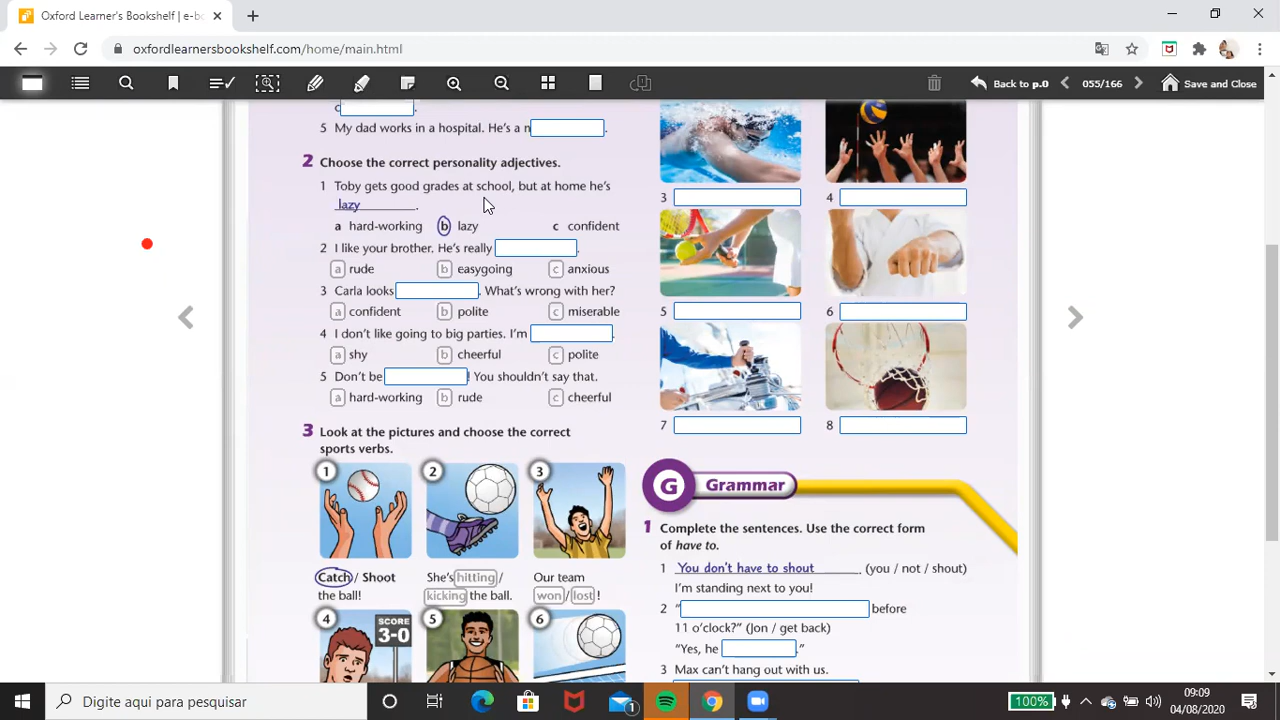 Oxford Learner's Bookshelf | e-bo
oxfordlearnersbookshelf.com/home/main.html
Back to p.0
055/166
Save and Close
c
5 My dad works in a hospital. He's a n .
2 Choose the correct personality adjectives.
1 Toby gets good grades at school, but at home he's
lazy .
a hard-working b lazy c confident
2 I like your brother. He's really .
a rude b easygoing c anxious
3 Carla looks . What's wrong with her?
a confident b polite c miserable
4 I don't like going to big parties. I'm .
a shy b cheerful c polite
5 Don't be ! You shouldn't say that.
a hard-working b rude c cheerful
3 Look at the pictures and choose the correct
sports verbs.
1 2 3
Catch / Shoot
the ball!
She's hitting /
kicking the ball.
Our team
won / lost !
4 SCORE
3-0
5 6
3 4
5 6
7 8
G Grammar
1 Complete the sentences. Use the correct form
of have to.
1 You don't have to shout . (you / not / shout)
I'm standing next to you!
2 " before
11 o'clock?" (Jon / get back)
"Yes, he ."
3 Max can't hang out with us.
Digite aqui para pesquisar
1
100%
09:09
04/08/2020